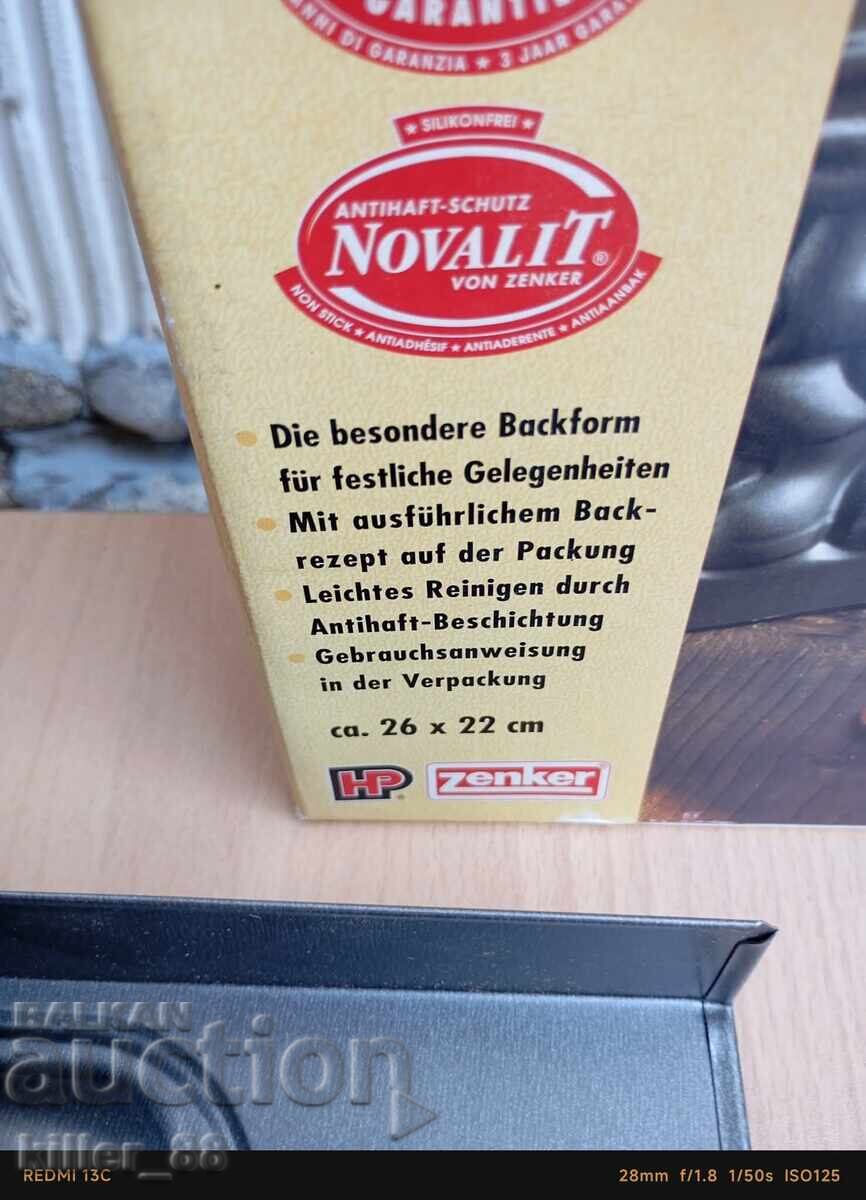 GARANTIE
ANNI DI GARANZIA ★ 3 JAAR GARA
★ SILIKONFREI ★
ANTIHAFT-SCHUTZ
NOVALIT®
VON ZENKER
NON STICK ★ ANTIADHÉSIF ★ ANTIADERENTE ★ ANTIAANBAK
• Die besondere Backform
für festliche Gelegenheiten
• Mit ausführlichem Back-
rezept auf der Packung
• Leichtes Reinigen durch
Antihaft-Beschichtung
• Gebrauchsanweisung
in der Verpackung
ca. 26 x 22 cm
HP® zenker
BALKAN
auction
killer_88
REDMI 13C 28mm f/1.8 1/50s ISO125